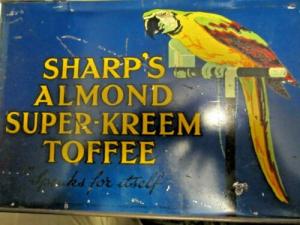 SHARP'S
ALMOND
SUPER-KREEM
TOFFEE
Speaks for itself